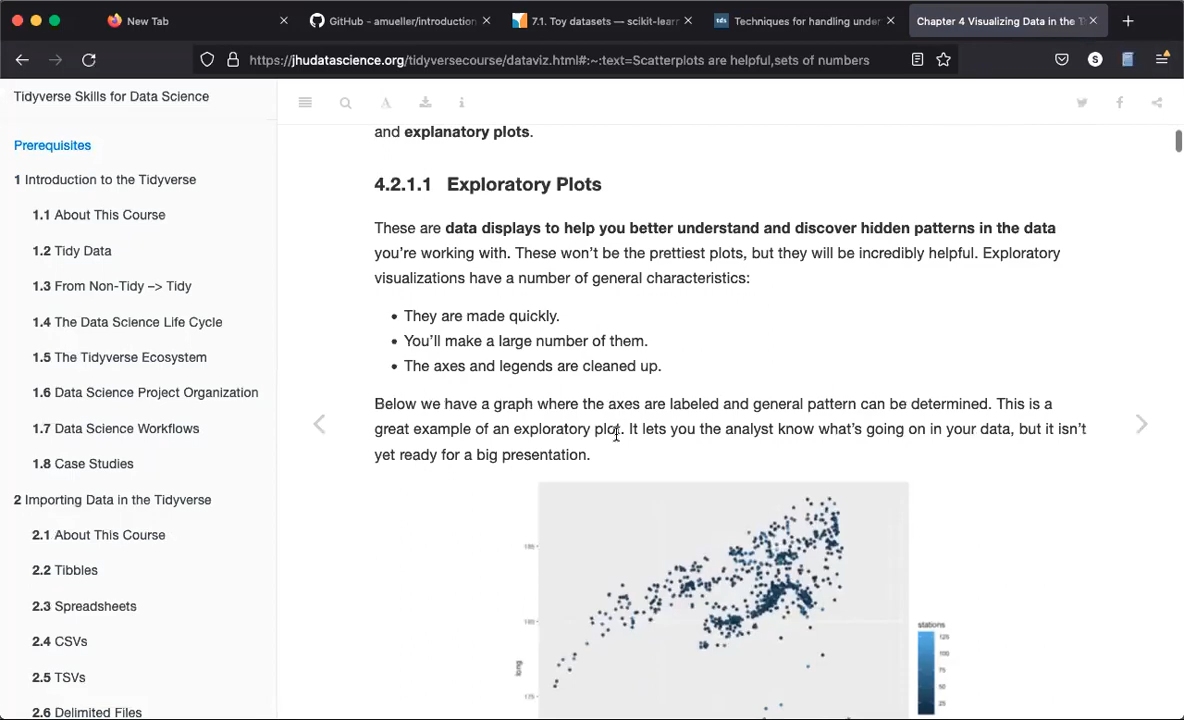 New Tab
GitHub - amueller/introduction
7.1. Toy datasets — scikit-learn
tds
Techniques for handling under
Chapter 4 Visualizing Data in the T
https://jhudatascience.org/tidyversecourse/dataviz.html#:~:text=Scatterplots are helpful,sets of numbers
S
Tidyverse Skills for Data Science
Prerequisites
1 Introduction to the Tidyverse
1.1 About This Course
1.2 Tidy Data
1.3 From Non-Tidy –> Tidy
1.4 The Data Science Life Cycle
1.5 The Tidyverse Ecosystem
1.6 Data Science Project Organization
1.7 Data Science Workflows
1.8 Case Studies
2 Importing Data in the Tidyverse
2.1 About This Course
2.2 Tibbles
2.3 Spreadsheets
2.4 CSVs
2.5 TSVs
2.6 Delimited Files
and explanatory plots.
4.2.1.1 Exploratory Plots
These are data displays to help you better understand and discover hidden patterns in the data
you're working with. These won't be the prettiest plots, but they will be incredibly helpful. Exploratory
visualizations have a number of general characteristics:
• They are made quickly.
• You'll make a large number of them.
• The axes and legends are cleaned up.
Below we have a graph where the axes are labeled and general pattern can be determined. This is a
great example of an exploratory plot. It lets you the analyst know what's going on in your data, but it isn't
yet ready for a big presentation.
185
180
175
long
stations
125
100
75
50
25